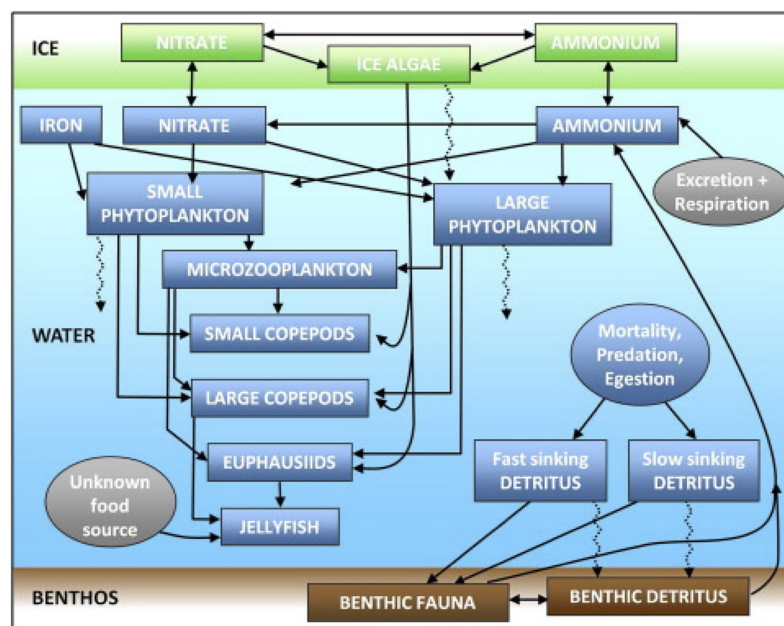 ICE
NITRATE
AMMONIUM
ICE ALGAE
IRON
NITRATE
AMMONIUM
SMALL
PHYTOPLANKTON
LARGE
PHYTOPLANKTON
Excretion +
Respiration
MICROZOOPLANKTON
WATER
SMALL COPEPODS
Mortality,
Predation,
Egestion
LARGE COPEPODS
EUPHAUSIIDS
Fast sinking
DETRITUS
Slow sinking
DETRITUS
Unknown
food
source
JELLYFISH
BENTHOS
BENTHIC FAUNA
BENTHIC DETRITUS